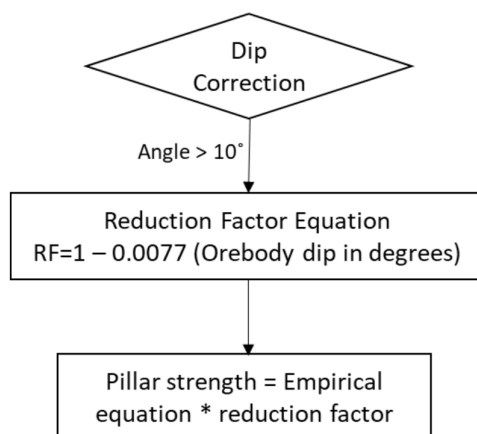 Dip
Correction
Angle > 10˚
Reduction Factor Equation
RF=1 – 0.0077 (Orebody dip in degrees)
Pillar strength = Empirical
equation * reduction factor